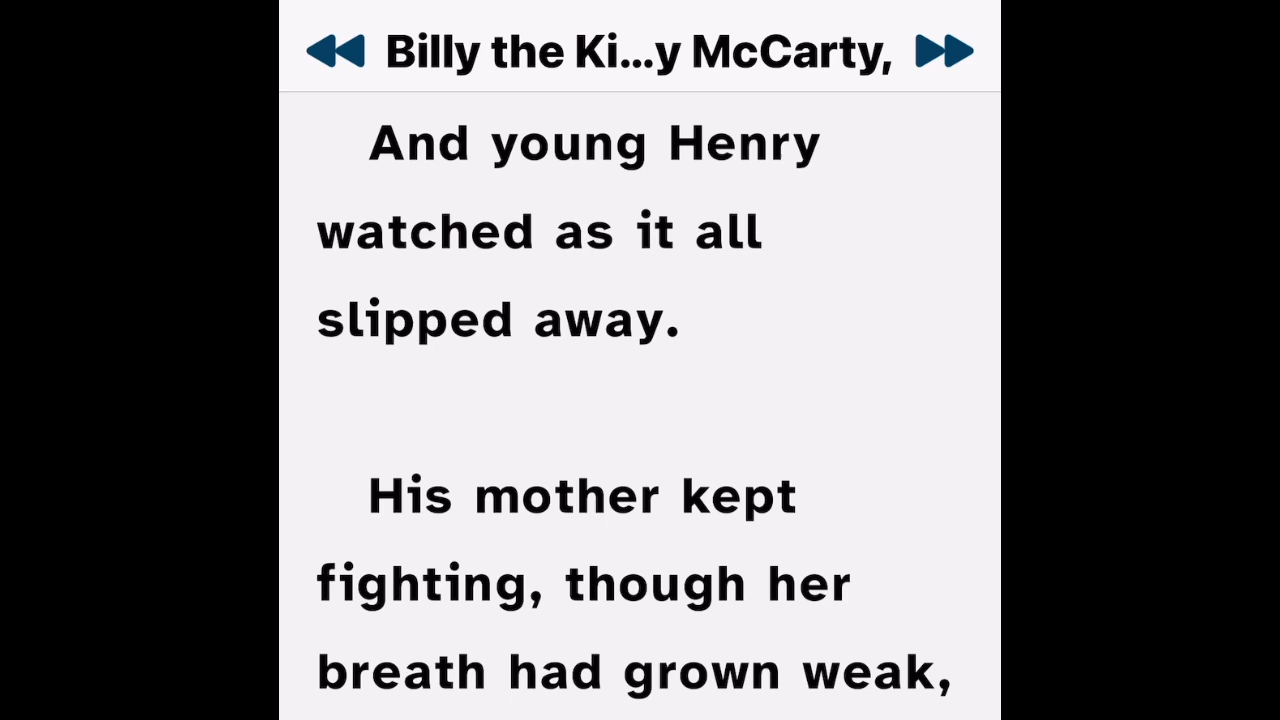 Billy the Ki...y McCarty,
And young Henry
watched as it all
slipped away.
His mother kept
fighting, though her
breath had grown weak,